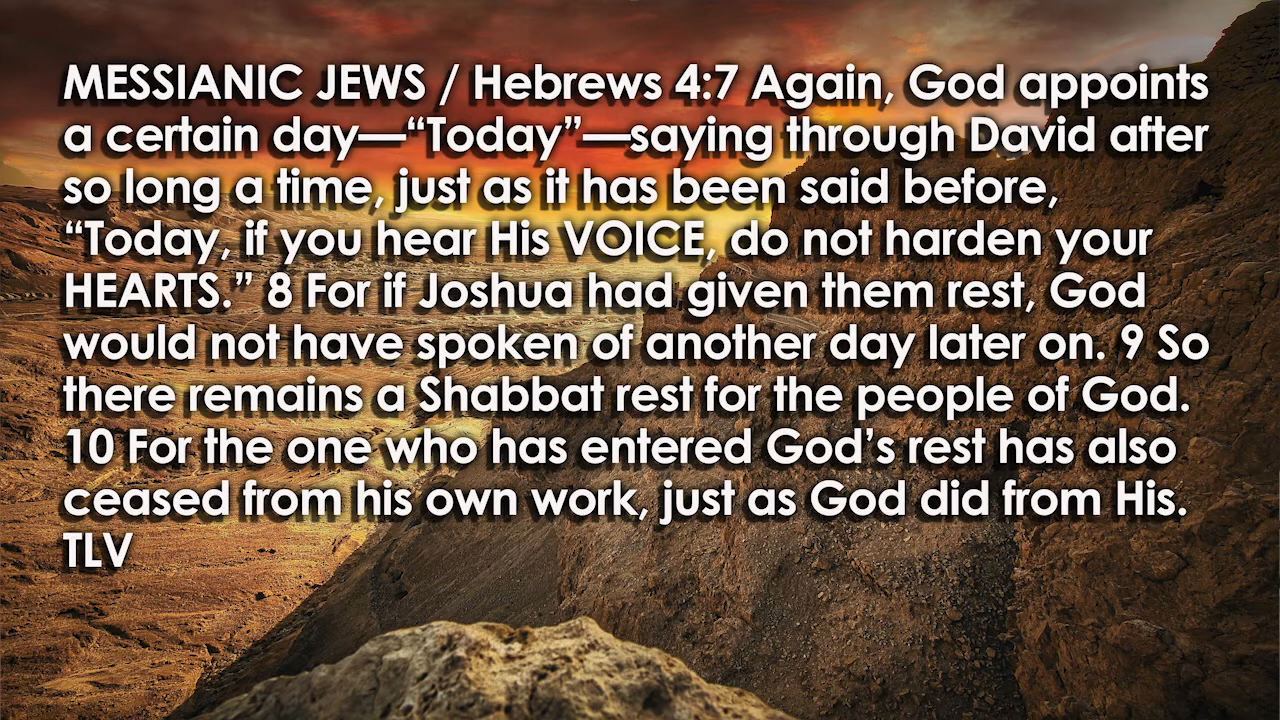 MESSIANIC JEWS / Hebrews 4:7 Again, God appoints
a certain day—“Today”—saying through David after
so long a time, just as it has been said before,
“Today, if you hear His VOICE, do not harden your
HEARTS.” 8 For if Joshua had given them rest, God
would not have spoken of another day later on. 9 So
there remains a Shabbat rest for the people of God.
10 For the one who has entered God’s rest has also
ceased from his own work, just as God did from His.
TLV